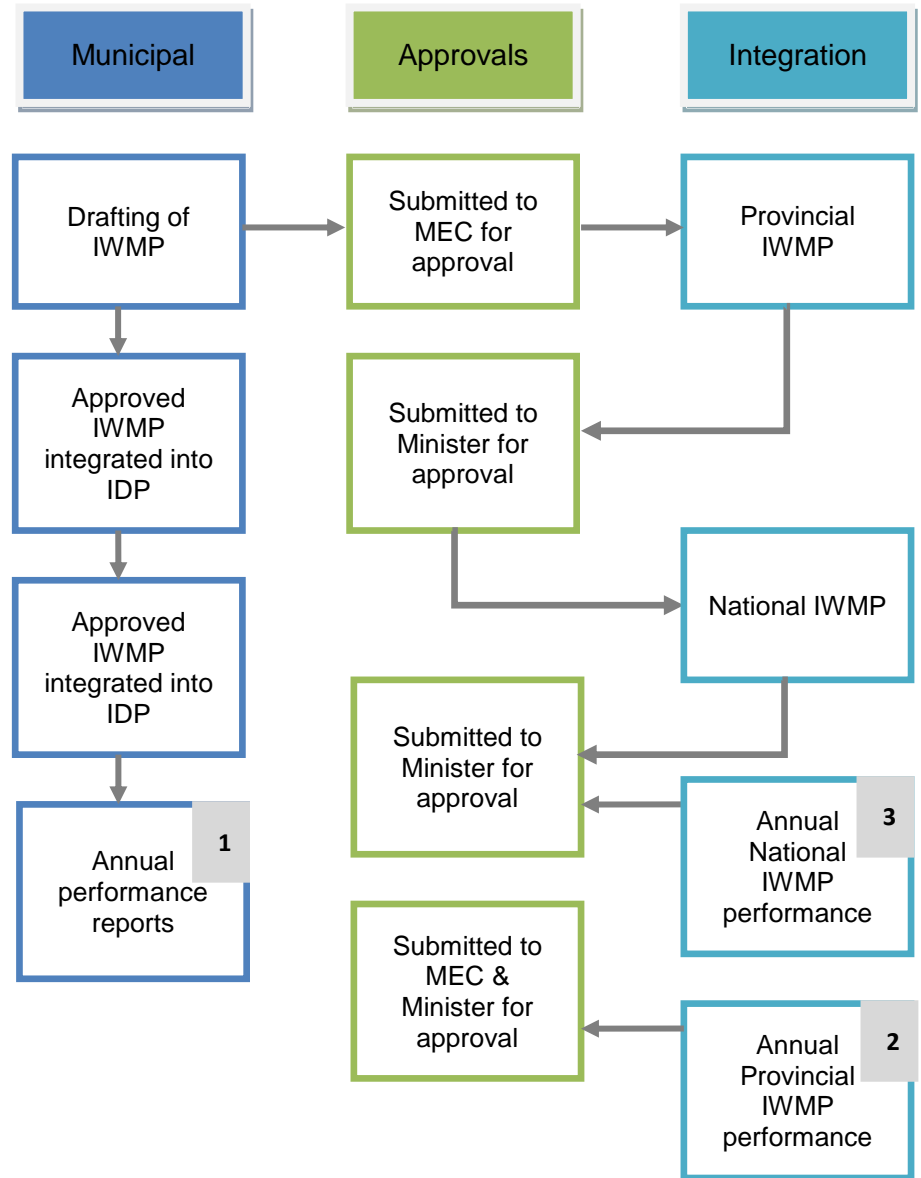 Municipal
Approvals
Integration
Drafting of
IWMP
Submitted to
MEC for
approval
Provincial
IWMP
Approved
IWMP
integrated into
IDP
Submitted to
Minister for
approval
Approved
IWMP
integrated into
IDP
National IWMP
Submitted to
Minister for
approval
1
Annual
performance
reports
3
Annual
National
IWMP
performance
Submitted to
MEC &
Minister for
approval
2
Annual
Provincial
IWMP
performance